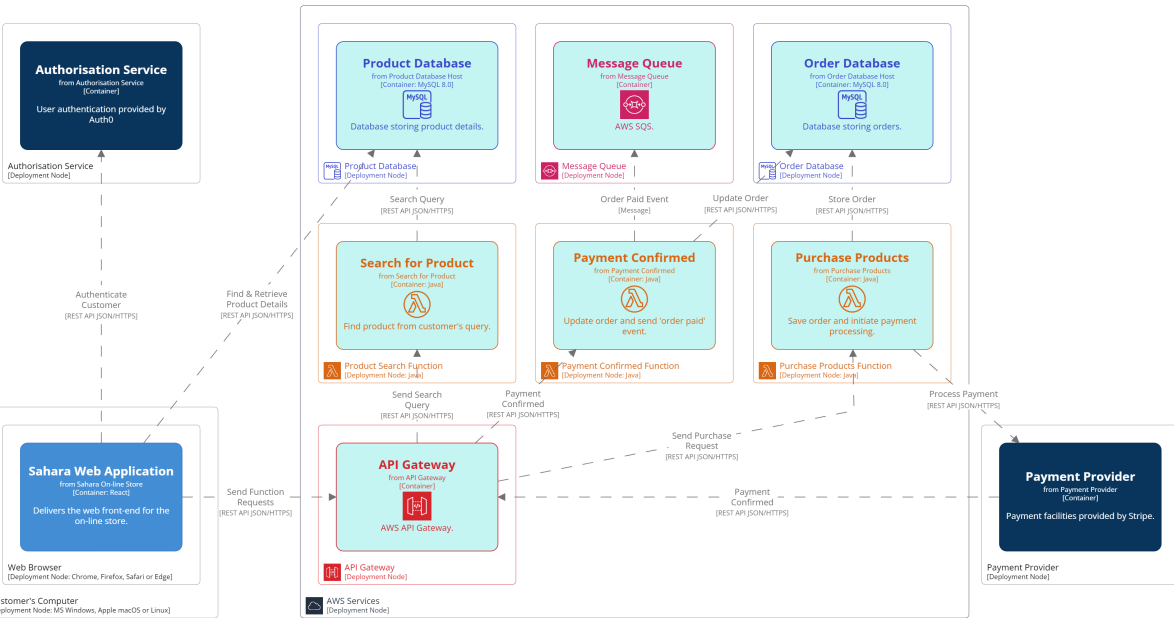 Authorisation Service
from Authorisation Service
[Container]
User authentication provided by
Auth0
Authorisation Service
[Deployment Node]
Product Database
from Product Database Host
[Container: MySQL 8.0]
MySQL
Database storing product details.
MySQL
Product Database
[Deployment Node]
Message Queue
from Message Queue
[Container]
AWS SQS.
Message Queue
[Deployment Node]
Order Database
from Order Database Host
[Container: MySQL 8.0]
MySQL
Database storing orders.
MySQL
Order Database
[Deployment Node]
Search Query
[REST API JSON/HTTPS]
Order Paid Event
[Message]
Update Order
[REST API JSON/HTTPS]
Store Order
[REST API JSON/HTTPS]
Authenticate
Customer
[REST API JSON/HTTPS]
Find & Retrieve
Product Details
[REST API JSON/HTTPS]
Search for Product
from Search for Product
[Container: Java]
Find product from customer's query.
Product Search Function
[Deployment Node: Java]
Payment Confirmed
from Payment Confirmed
[Container: Java]
Update order and send 'order paid'
event.
Payment Confirmed Function
[Deployment Node: Java]
Purchase Products
from Purchase Products
[Container: Java]
Save order and initiate payment
processing.
Purchase Products Function
[Deployment Node: Java]
Send Search
Query
[REST API JSON/HTTPS]
Payment
Confirmed
[REST API JSON/HTTPS]
Process Payment
[REST API JSON/HTTPS]
Send Purchase
Request
[REST API JSON/HTTPS]
Sahara Web Application
from Sahara On-line Store
[Container: React]
Delivers the web front-end for the
on-line store.
Web Browser
[Deployment Node: Chrome, Firefox, Safari or Edge]
stomer's Computer
ployment Node: MS Windows, Apple macOS or Linux]
Send Function
Requests
[REST API JSON/HTTPS]
API Gateway
from API Gateway
[Container]
AWS API Gateway.
API Gateway
[Deployment Node]
Payment
Confirmed
[REST API JSON/HTTPS]
Payment Provider
from Payment Provider
[Container]
Payment facilities provided by Stripe.
Payment Provider
[Deployment Node]
AWS Services
[Deployment Node]